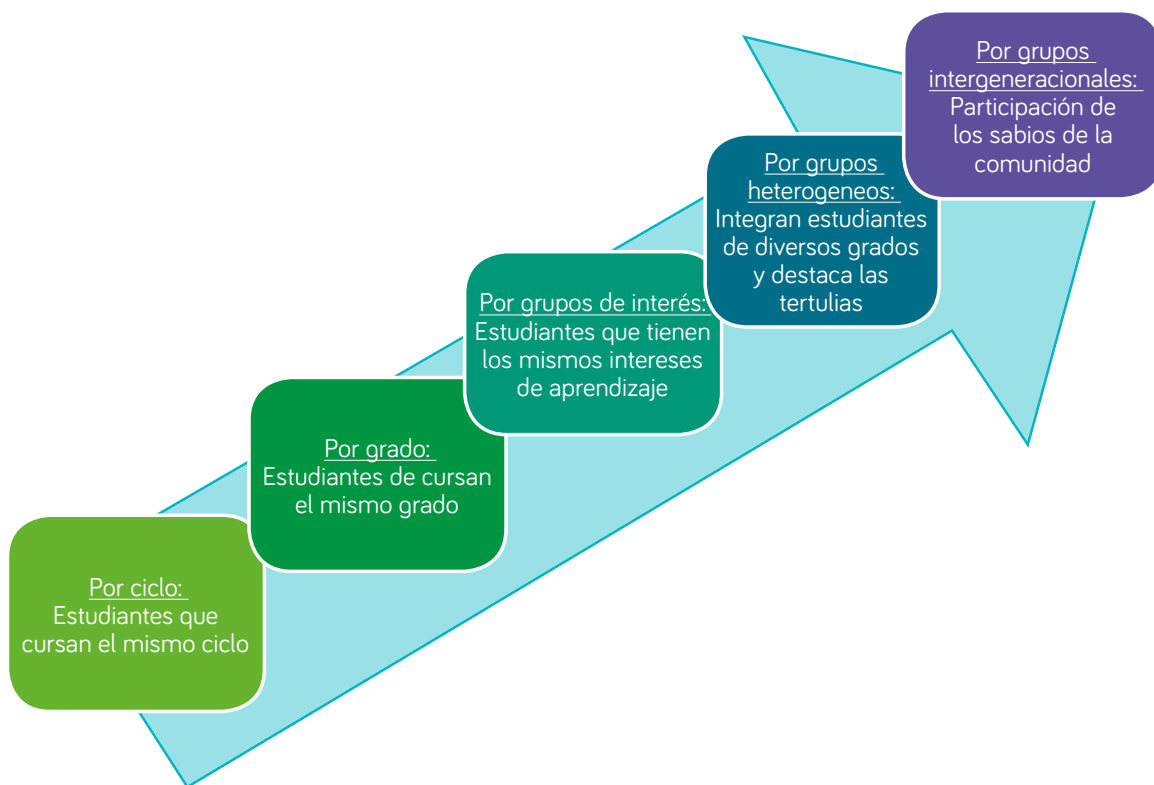 Por ciclo:
Estudiantes que
cursan el mismo ciclo
Por grado:
Estudiantes de cursan
el mismo grado
Por grupos de interés:
Estudiantes que tienen
los mismos intereses
de aprendizaje
Por grupos
heterogeneos:
Integran estudiantes
de diversos grados
y destaca las
tertulias
Por grupos
intergeneracionales:
Participación de
los sabios de la
comunidad